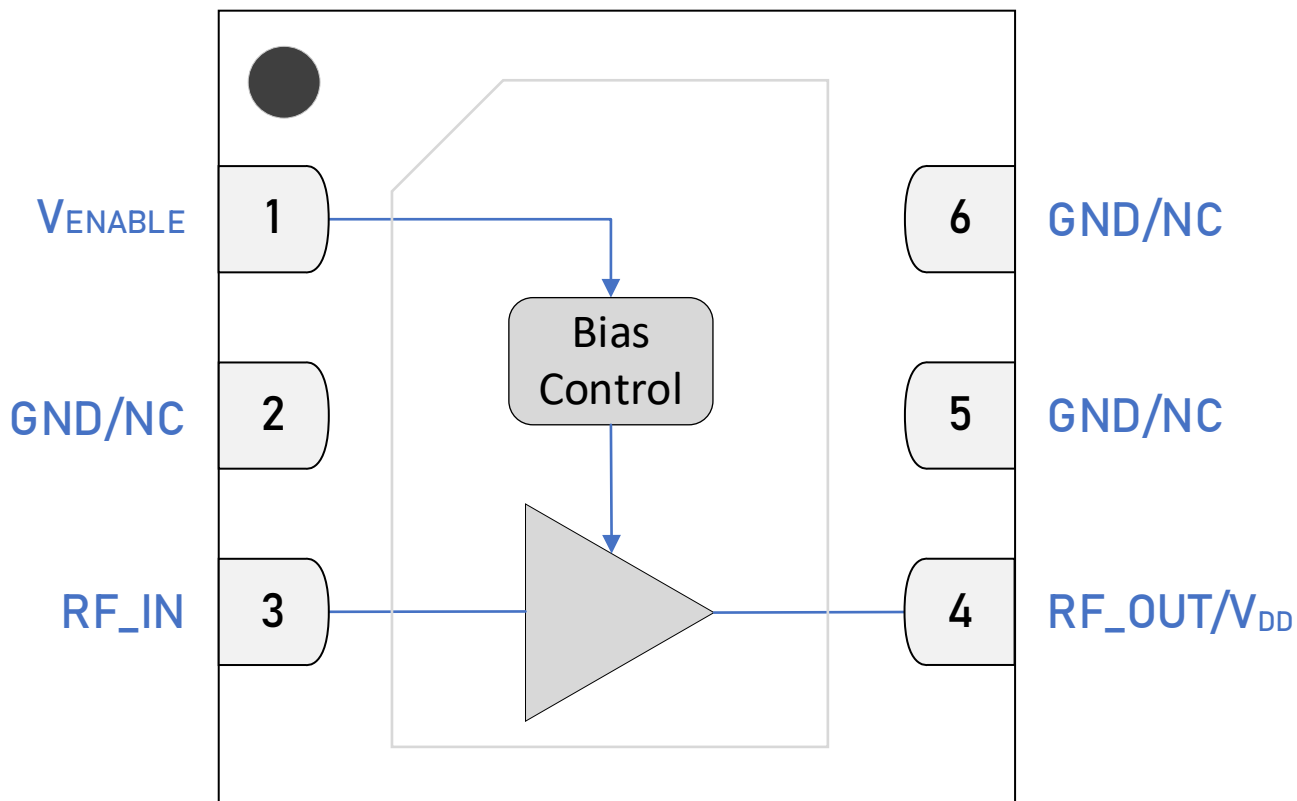 VENABLE
1
6
GND/NC
Bias
Control
GND/NC
2
5
GND/NC
RF_IN
3
4
RF_OUT/VDD